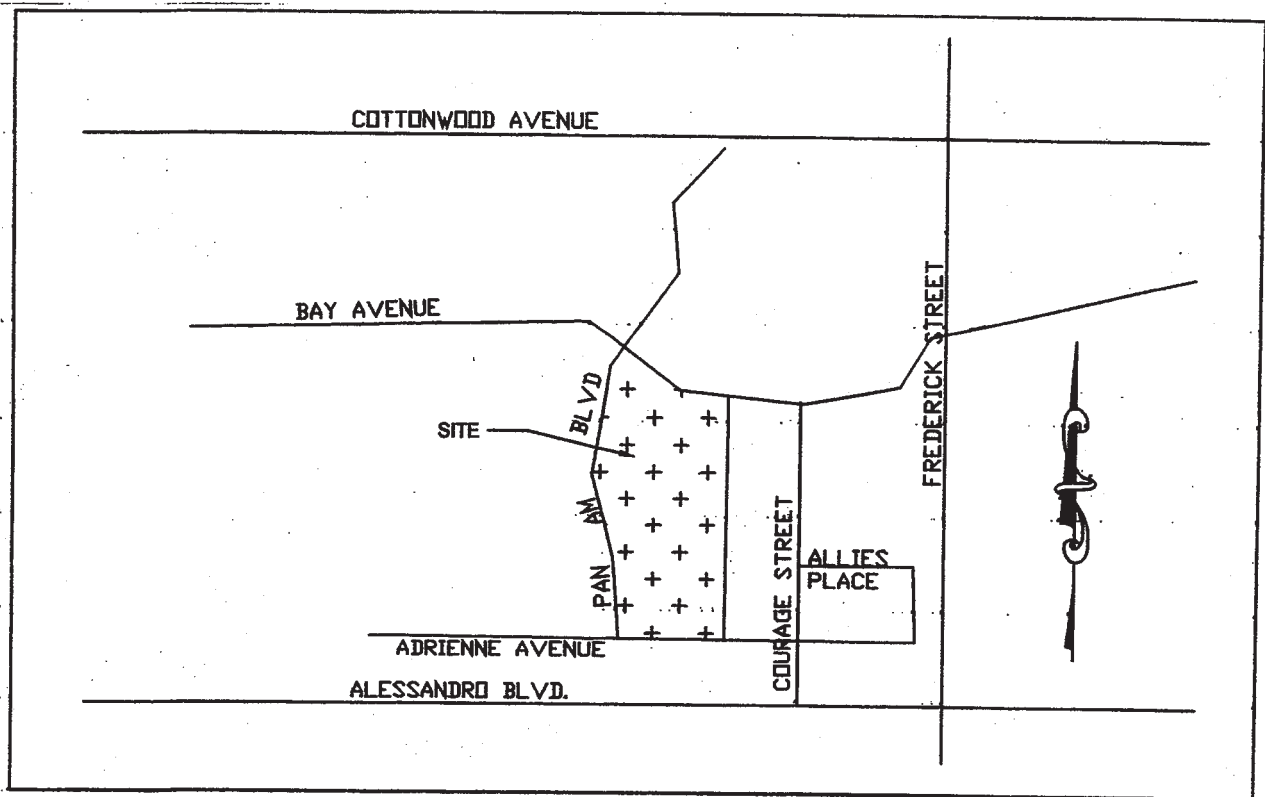 COTTONWOOD AVENUE
BAY AVENUE
FREDERICK STREET
PAN AM BLVD
SITE
COURAGE STREET
ALLIES
PLACE
ADRIENNE AVENUE
ALESSANDRO BLVD.